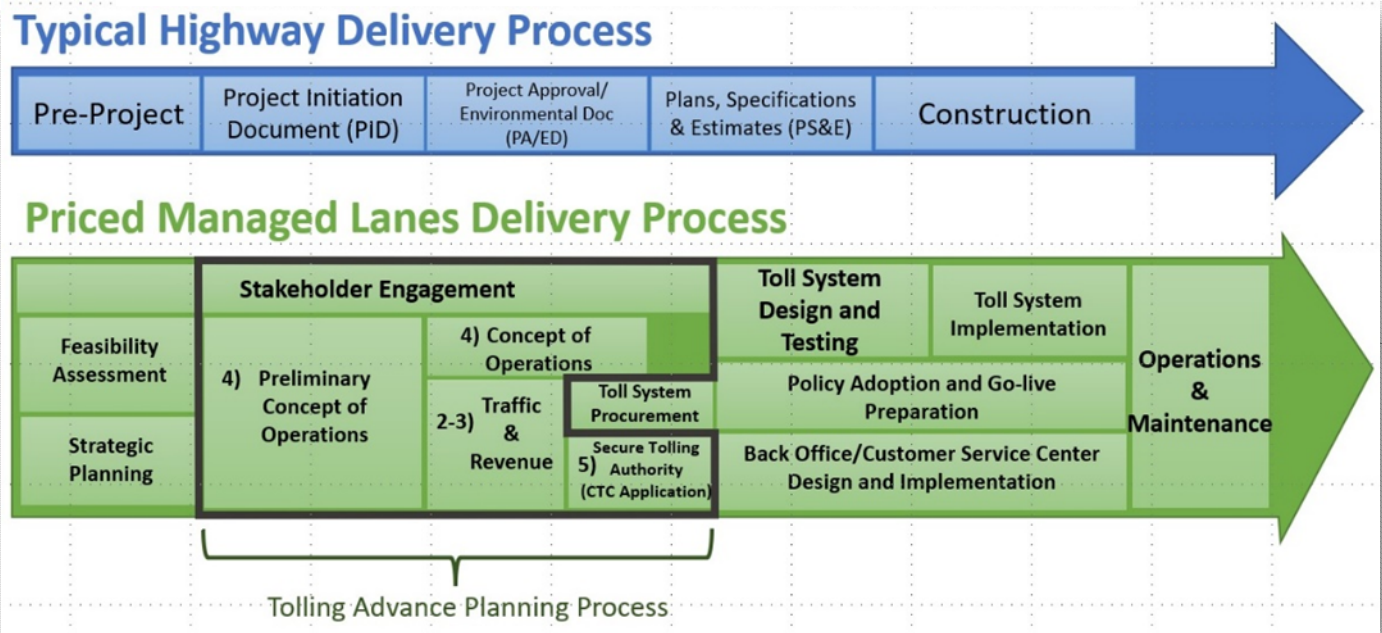 Typical Highway Delivery Process
Pre-Project
Project Initiation
Document (PID)
Project Approval/
Environmental Doc
(PA/ED)
Plans, Specifications
& Estimates (PS&E)
Construction
Priced Managed Lanes Delivery Process
Stakeholder Engagement
Feasibility
Assessment
Strategic
Planning
4) Preliminary
Concept of
Operations
4) Concept of
Operations
2-3) Traffic
&
Revenue
Toll System
Procurement
Secure Tolling
5) Authority
(CTC Application)
Toll System
Design and
Testing
Toll System
Implementation
Policy Adoption and Go-live
Preparation
Back Office/Customer Service Center
Design and Implementation
Operations
&
Maintenance
Tolling Advance Planning Process